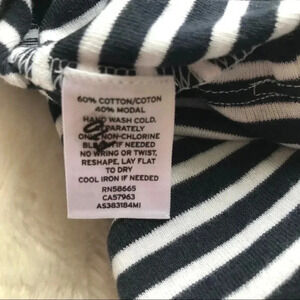 60% COTTON/COTON
40% MODAL
HAND WASH COLD,
SEPARATELY
ONLY NON-CHLORINE
BLEACH IF NEEDED
NO WRING OR TWIST,
RESHAPE, LAY FLAT
TO DRY
COOL IRON IF NEEDED
RN58665
CA57963
AS383184MI